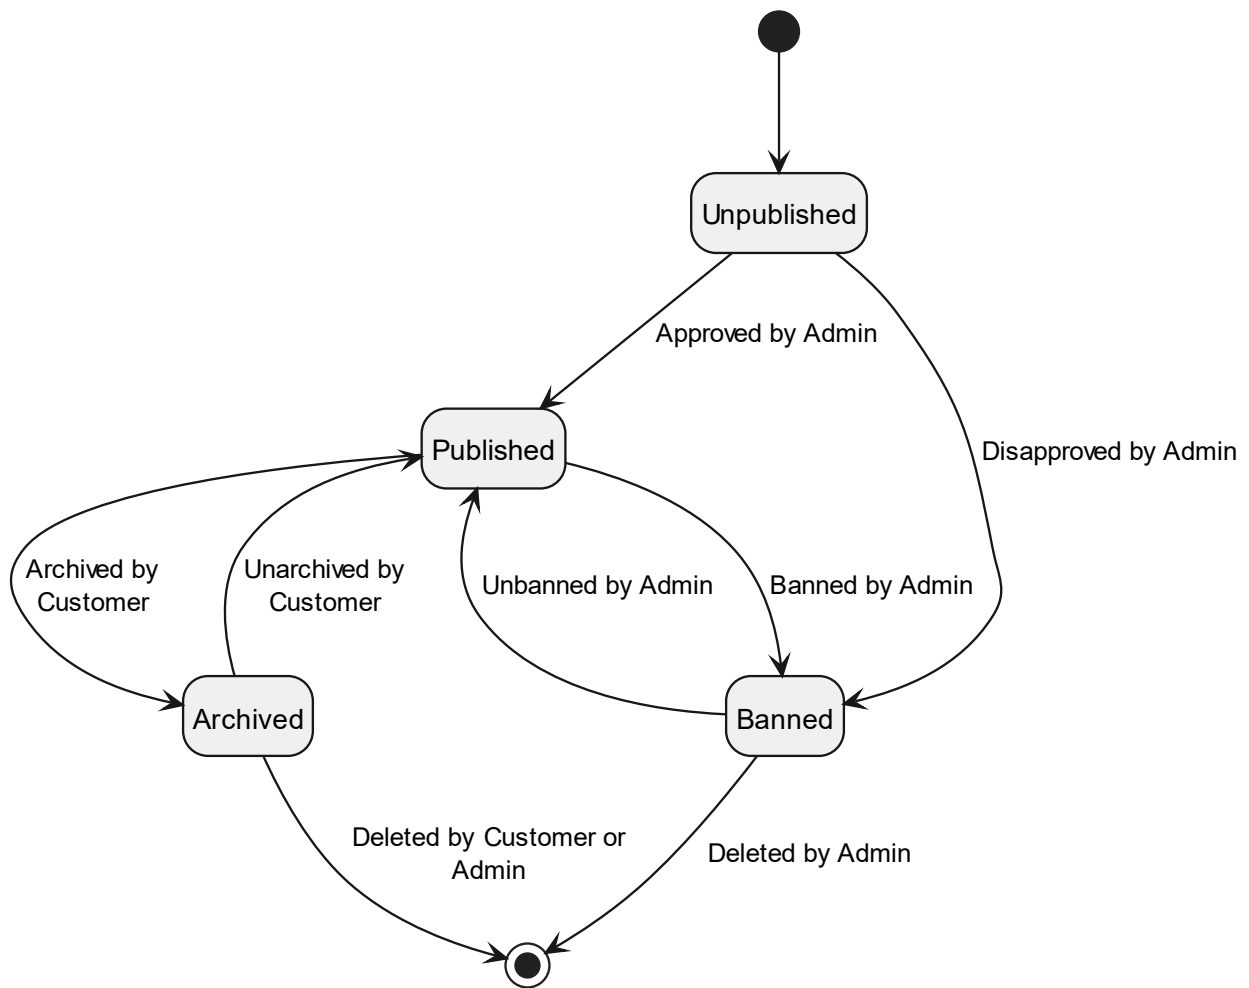 Unpublished
Approved by Admin
Published
Disapproved by Admin
Archived by
Customer
Unarchived by
Customer
Unbanned by Admin
Banned by Admin
Archived
Banned
Deleted by Customer or
Admin
Deleted by Admin